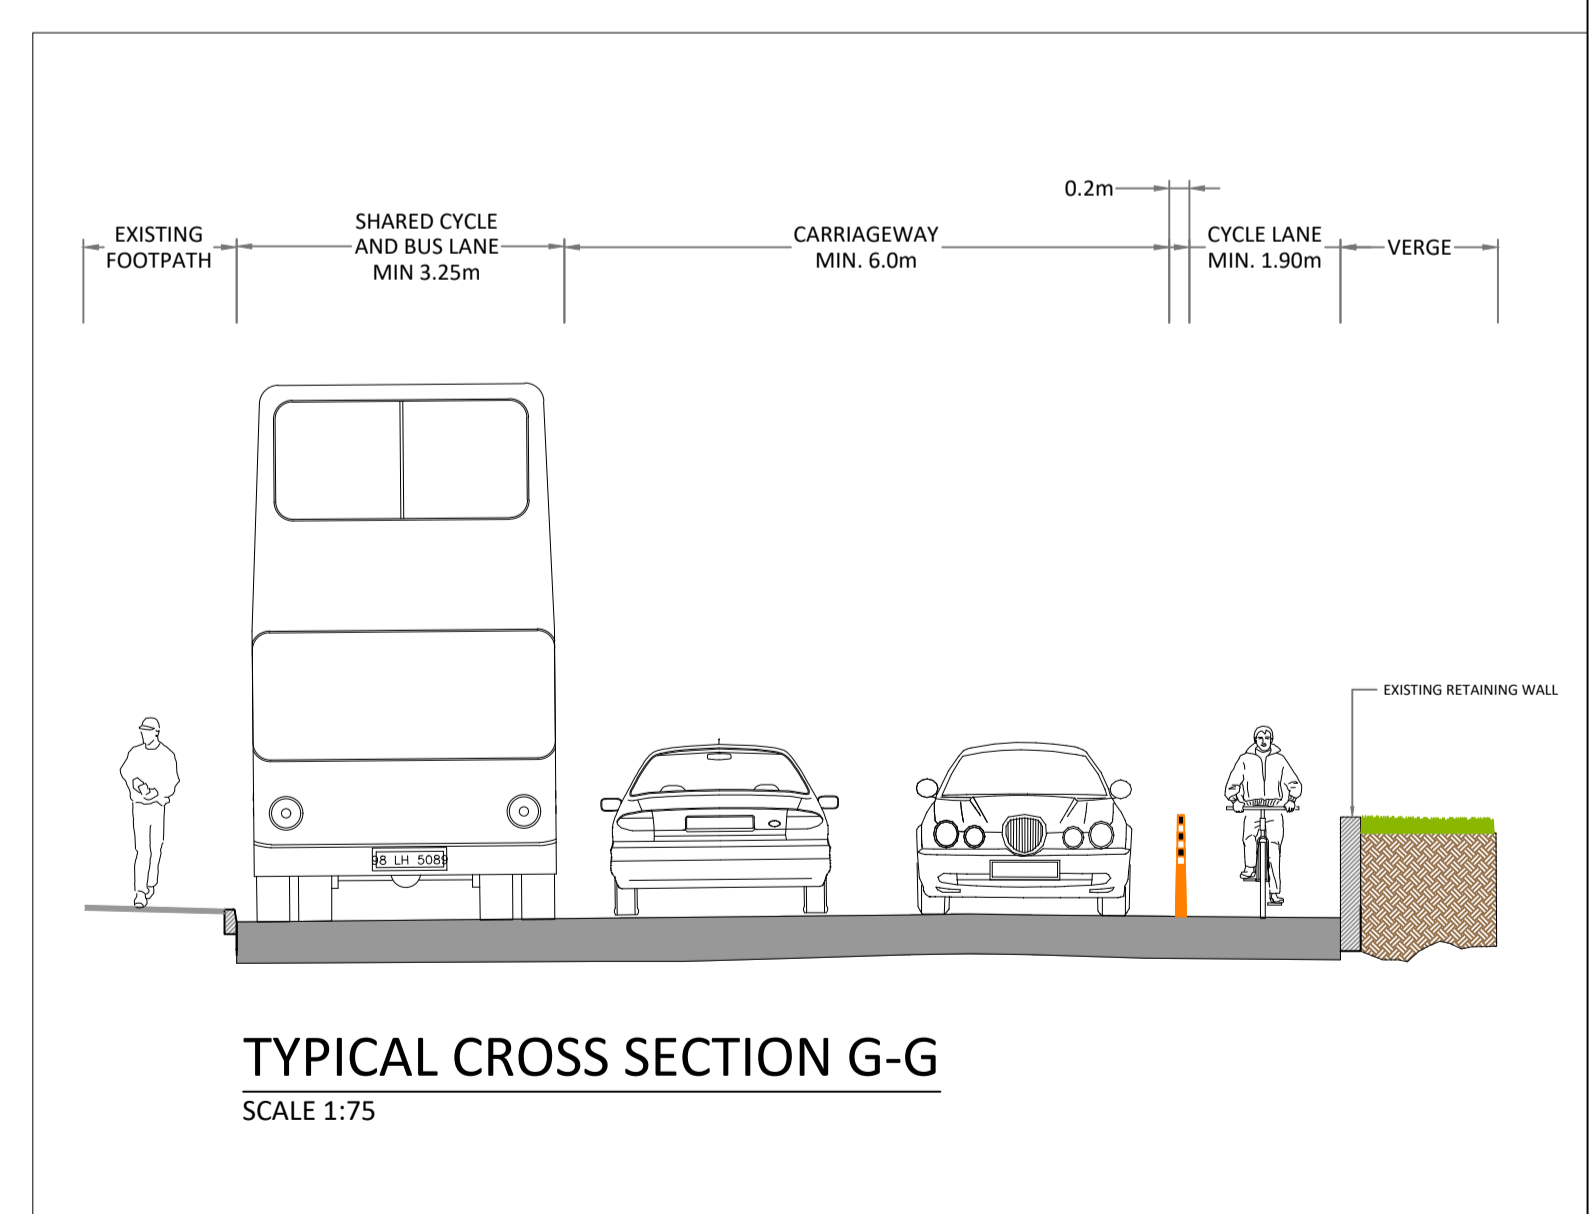 0.2m
EXISTING
FOOTPATH
SHARED CYCLE
AND BUS LANE
MIN 3.25m
CARRIAGEWAY
MIN. 6.0m
CYCLE LANE
MIN. 1.90m
VERGE
EXISTING RETAINING WALL
98 LH 5089
TYPICAL CROSS SECTION G-G
SCALE 1:75